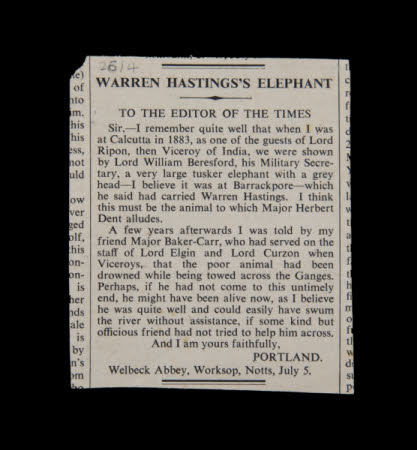 26/4
WARREN HASTINGS'S ELEPHANT
TO THE EDITOR OF THE TIMES
Sir,—I remember quite well that when I was
at Calcutta in 1883, as one of the guests of Lord
Ripon, then Viceroy of India, we were shown
by Lord William Beresford, his Military Secre-
tary, a very large tusker elephant with a grey
head—I believe it was at Barrackpore—which
he said had carried Warren Hastings. I think
this must be the animal to which Major Herbert
Dent alludes.
A few years afterwards I was told by my
friend Major Baker-Carr, who had served on the
staff of Lord Elgin and Lord Curzon when
Viceroys, that the poor animal had been
drowned while being towed across the Ganges.
Perhaps, if he had not come to this untimely
end, he might have been alive now, as I believe
he was quite well and could easily have swum
the river without assistance, if some kind but
officious friend had not tried to help him across.
And I am yours faithfully,
PORTLAND.
Welbeck Abbey, Worksop, Notts, July 5.